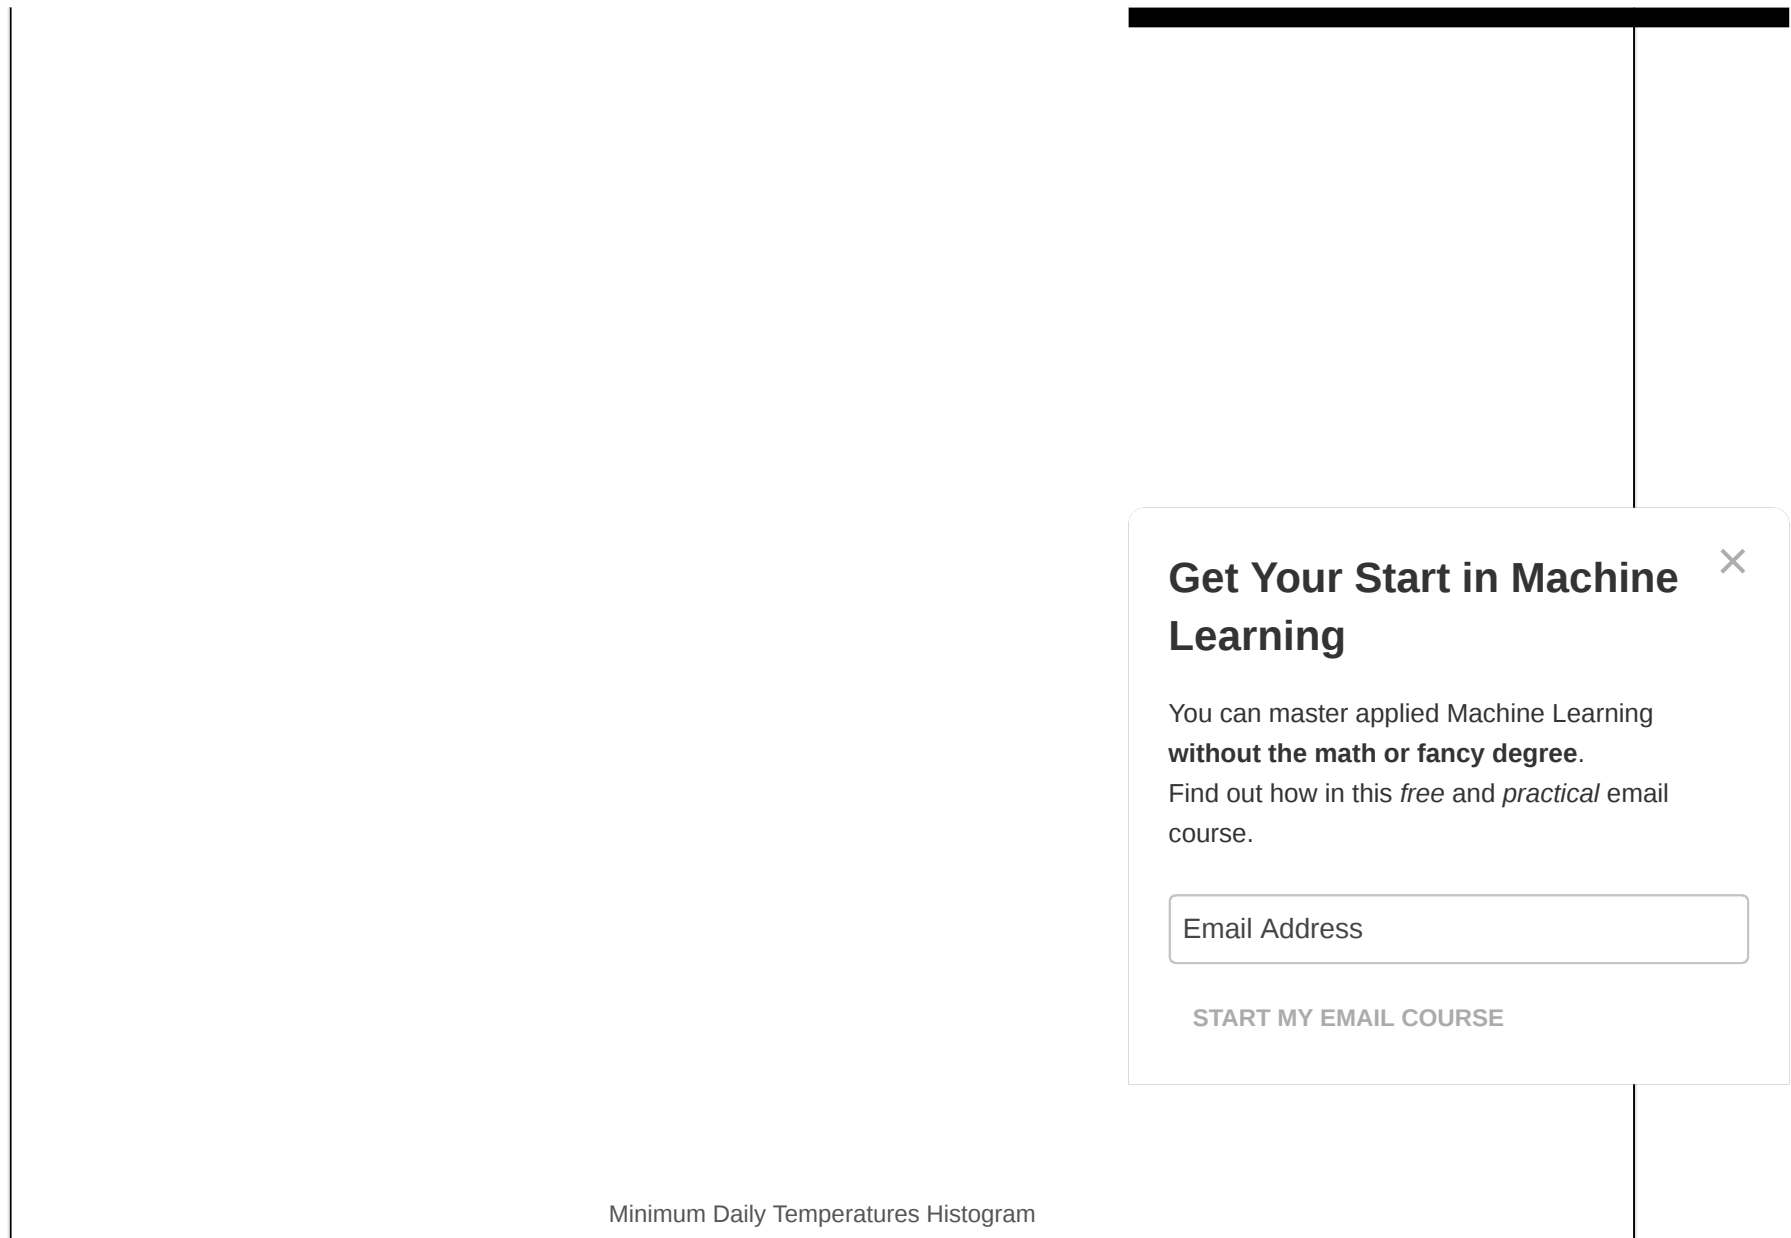 Get Your Start in Machine
Learning
You can master applied Machine Learning
without the math or fancy degree.
Find out how in this free and practical email
course.
Email Address
START MY EMAIL COURSE
Minimum Daily Temperatures Histogram